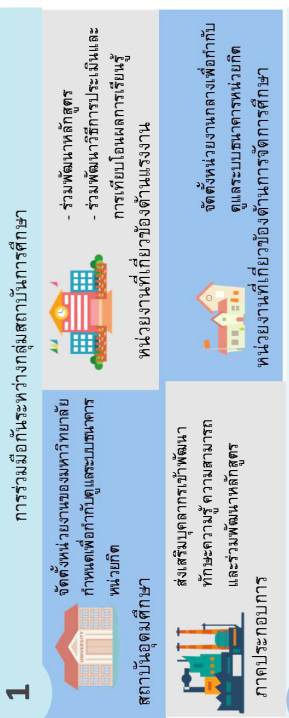 1
การร่วมมือกันระหว่างกลุ่มสถาบันการศึกษา
UNIVERSITY
จัดตั้งหน่วยงานของมหาวิทยาลัย
กำหนดเพื่อกำกับดูแลระบบธนาคาร
หน่วยกิต
สถาบันอุดมศึกษา
- ร่วมพัฒนาหลักสูตร
- ร่วมพัฒนาวิธีการประเมินและ
การเทียบโอนผลการเรียนรู้
หน่วยงานที่เกี่ยวข้องด้านแรงงาน
ส่งเสริมบุคลากรเข้าพัฒนา
ทักษะความรู้ ความสามารถ
และร่วมพัฒนาหลักสูตร
ภาคประกอบการ
จัดตั้งหน่วยงานกลางเพื่อกำกับ
ดูแลระบบธนาคารหน่วยกิต
หน่วยงานที่เกี่ยวข้องด้านการจัดการศึกษา